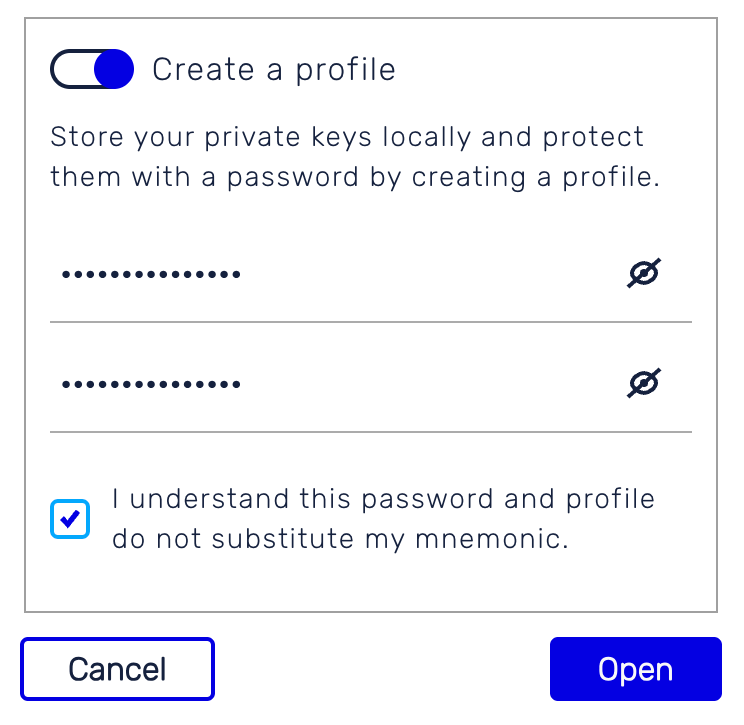 Create a profile
Store your private keys locally and protect
them with a password by creating a profile.
•••••••••••••••
•••••••••••••••
I understand this password and profile
do not substitute my mnemonic.
Cancel
Open